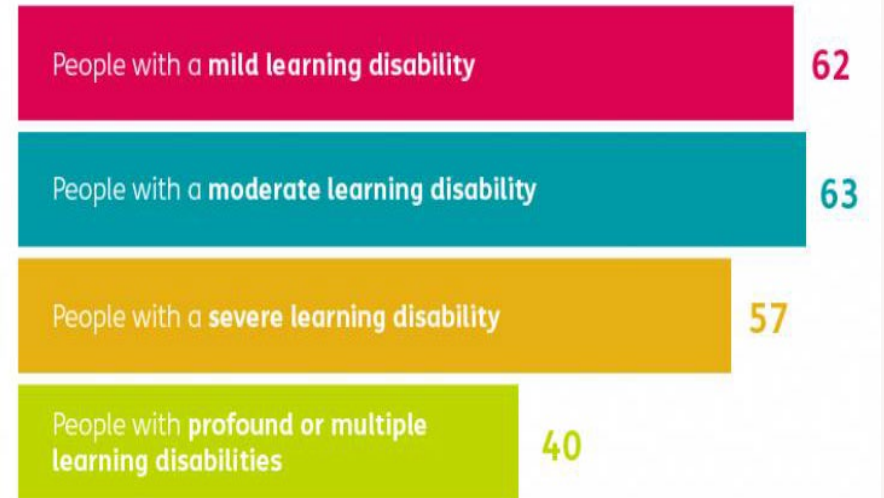 People with a mild learning disability
62
People with a moderate learning disability
63
People with a severe learning disability
57
People with profound or multiple
learning disabilities
40